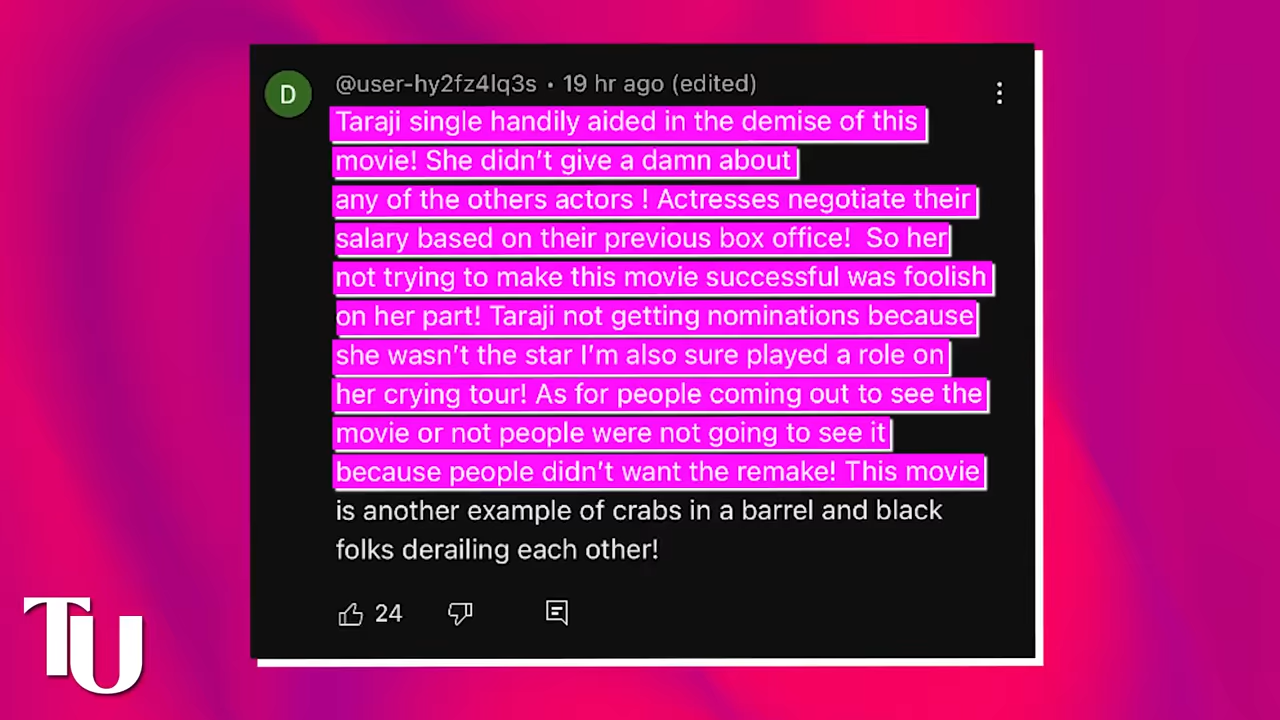 @user-hy2fz4lq3s • 19 hr ago (edited)
D
Taraji single handily aided in the demise of this
movie! She didn't give a damn about
any of the others actors ! Actresses negotiate their
salary based on their previous box office!  So her
not trying to make this movie successful was foolish
on her part! Taraji not getting nominations because
she wasn't the star I'm also sure played a role on
her crying tour! As for people coming out to see the
movie or not people were not going to see it
because people didn't want the remake! This movie
is another example of crabs in a barrel and black
folks derailing each other!
24
TU